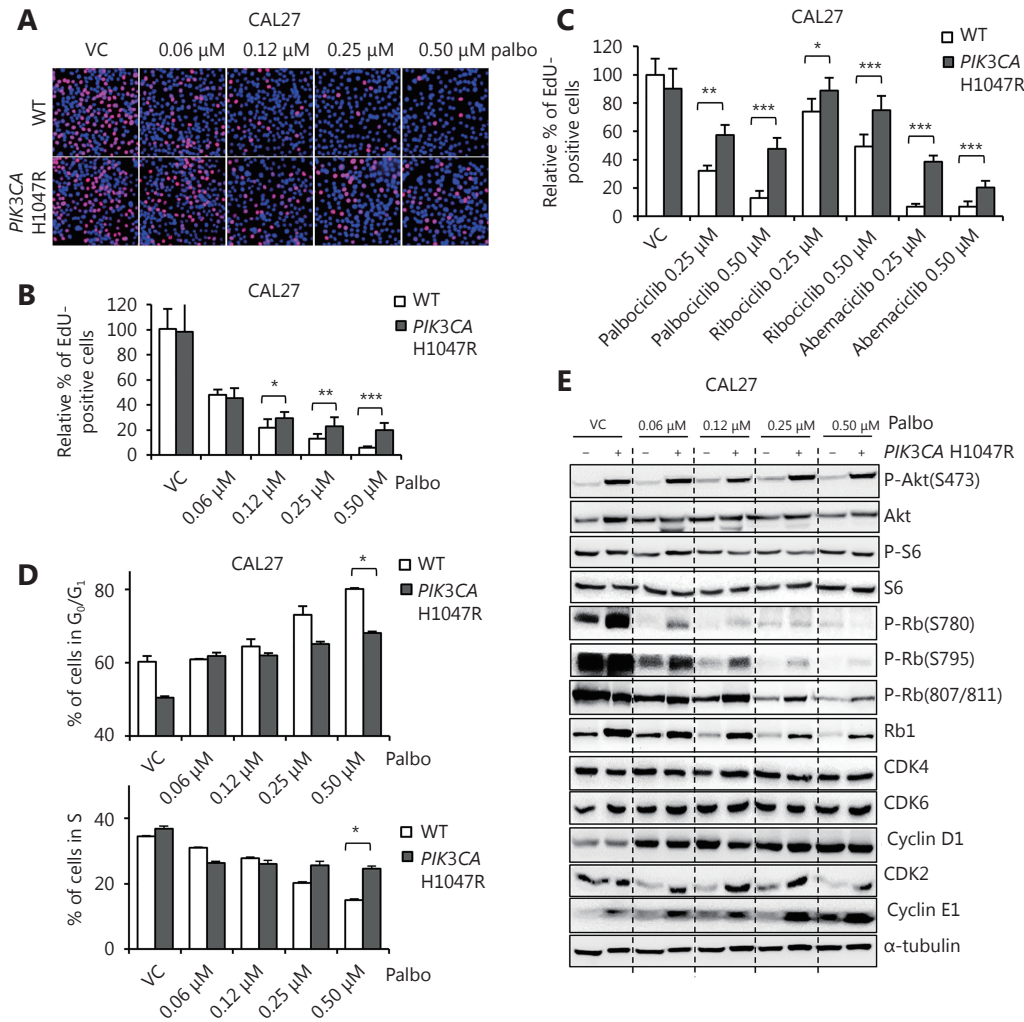 A
CAL27
VC 0.06 μM 0.12 μM 0.25 μM 0.50 μM palbo
WT
PIK3CA
H1047R
B
CAL27
Relative % of EdU-
positive cells
120
100
80
60
40
20
0
* ** ***
WT
PIK3CA
H1047R
VC 0.06 μM 0.12 μM 0.25 μM 0.50 μM Palbo
C
CAL27
Relative % of EdU-
positive cells
120
100
80
60
40
20
0
** *** * *** *** ***
WT
PIK3CA
H1047R
VC
Palbociclib 0.25 μM
Palbociclib 0.50 μM
Ribociclib 0.25 μM
Ribociclib 0.50 μM
Abemaciclib 0.25 μM
Abemaciclib 0.50 μM
D
CAL27
% of cells in G0/G1
80
60
40
*
WT
PIK3CA
H1047R
VC 0.06 μM 0.12 μM 0.25 μM 0.50 μM Palbo
% of cells in S
40
20
0
*
WT
PIK3CA
H1047R
VC 0.06 μM 0.12 μM 0.25 μM 0.50 μM Palbo
E
CAL27
VC 0.06 μM 0.12 μM 0.25 μM 0.50 μM Palbo
− + − + − + − + − + PIK3CA H1047R
P-Akt(S473)
Akt
P-S6
S6
P-Rb(S780)
P-Rb(S795)
P-Rb(807/811)
Rb1
CDK4
CDK6
Cyclin D1
CDK2
Cyclin E1
α-tubulin